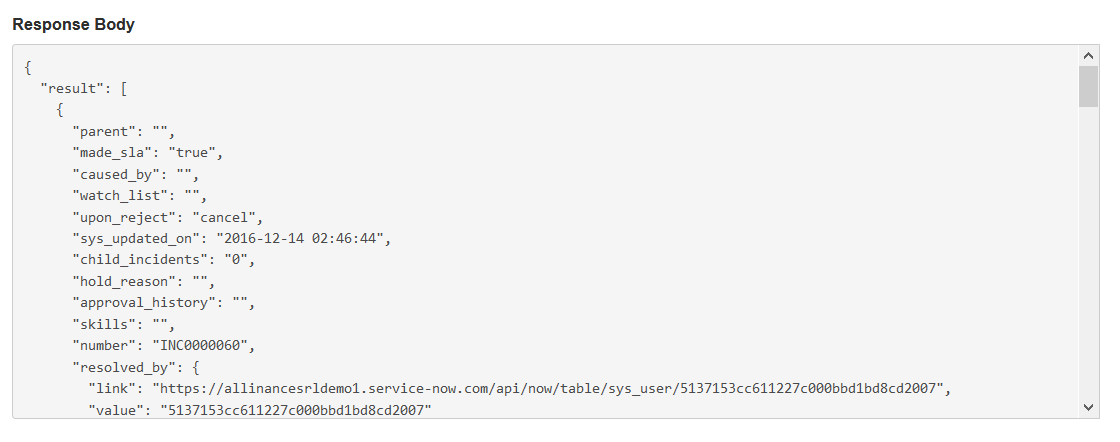 Response Body
{
"result": [
{
"parent": "",
"made_sla": "true",
"caused_by": "",
"watch_list": "",
"upon_reject": "cancel",
"sys_updated_on": "2016-12-14 02:46:44",
"child_incidents": "0",
"hold_reason": "",
"approval_history": "",
"skills": "",
"number": "INC0000060",
"resolved_by": {
"link": "https://allinancesrldemo1.service-now.com/api/now/table/sys_user/5137153cc611227c000bbd1bd8cd2007",
"value": "5137153cc611227c000bbd1bd8cd2007"